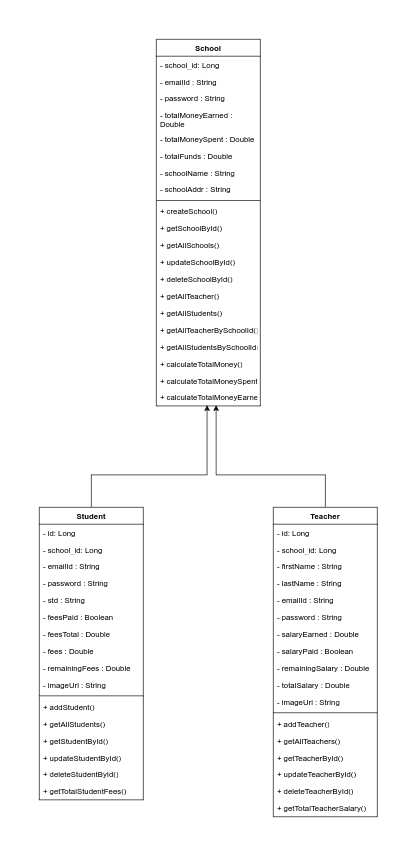 School
- school_id: Long
- emailId : String
- password : String
- totalMoneyEarned :
Double
- totalMoneySpent : Double
- totalFunds : Double
- schoolName : String
- schoolAddr : String
+ createSchool()
+ getSchoolById()
+ getAllSchools()
+ updateSchoolById()
+ deleteSchoolById()
+ getAllTeacher()
+ getAllStudents()
+ getAllTeacherBySchoolId()
+ getAllStudentsBySchoolId
+ calculateTotalMoney()
+ calculateTotalMoneySpent
+ calculateTotalMoneyEarne
Student
- id: Long
- school_id: Long
- emailId : String
- password : String
- std : String
- feesPaid : Boolean
- feesTotal : Double
- fees : Double
- remainingFees : Double
- imageUrl : String
+ addStudent()
+ getAllStudents()
+ getStudentById()
+ updateStudentById()
+ deleteStudentById()
+ getTotalStudentFees()
Teacher
- id: Long
- school_id: Long
- firstName : String
- lastName : String
- emailId : String
- password : String
- salaryEarned : Double
- salaryPaid : Boolean
- remainingSalary : Double
- totalSalary : Double
- imageUrl : String
+ addTeacher()
+ getAllTeachers()
+ getTeacherById()
+ updateTeacherById()
+ deleteTeacherById()
+ getTotalTeacherSalary()